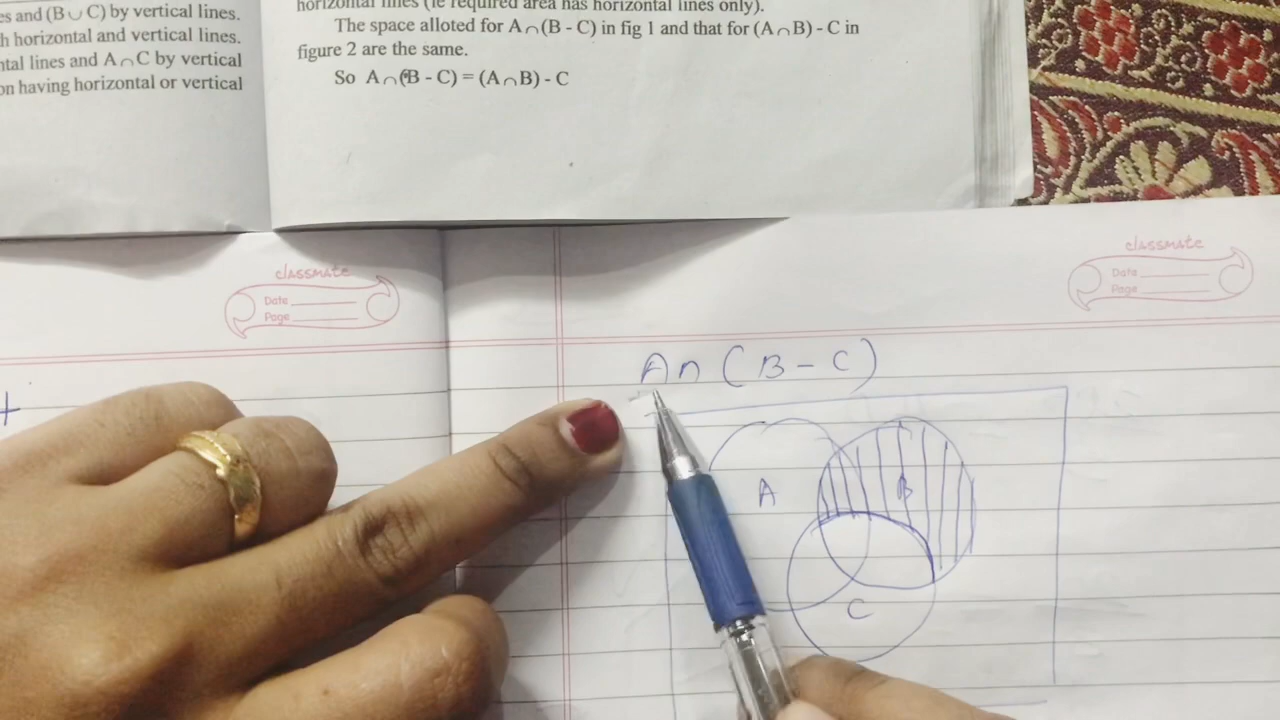 es and (B ∪ C) by vertical lines.
h horizontal and vertical lines.
ntal lines and A ∩ C by vertical
on having horizontal or vertical
horizontal lines (ie required area has horizontal lines only).
The space alloted for A ∩ (B - C) in fig 1 and that for (A ∩ B) - C in
figure 2 are the same.
So A ∩ (B - C) = (A ∩ B) - C
classmate
Date
Page
classmate
Date
Page
+
A∩ (B - C)
A
B
C